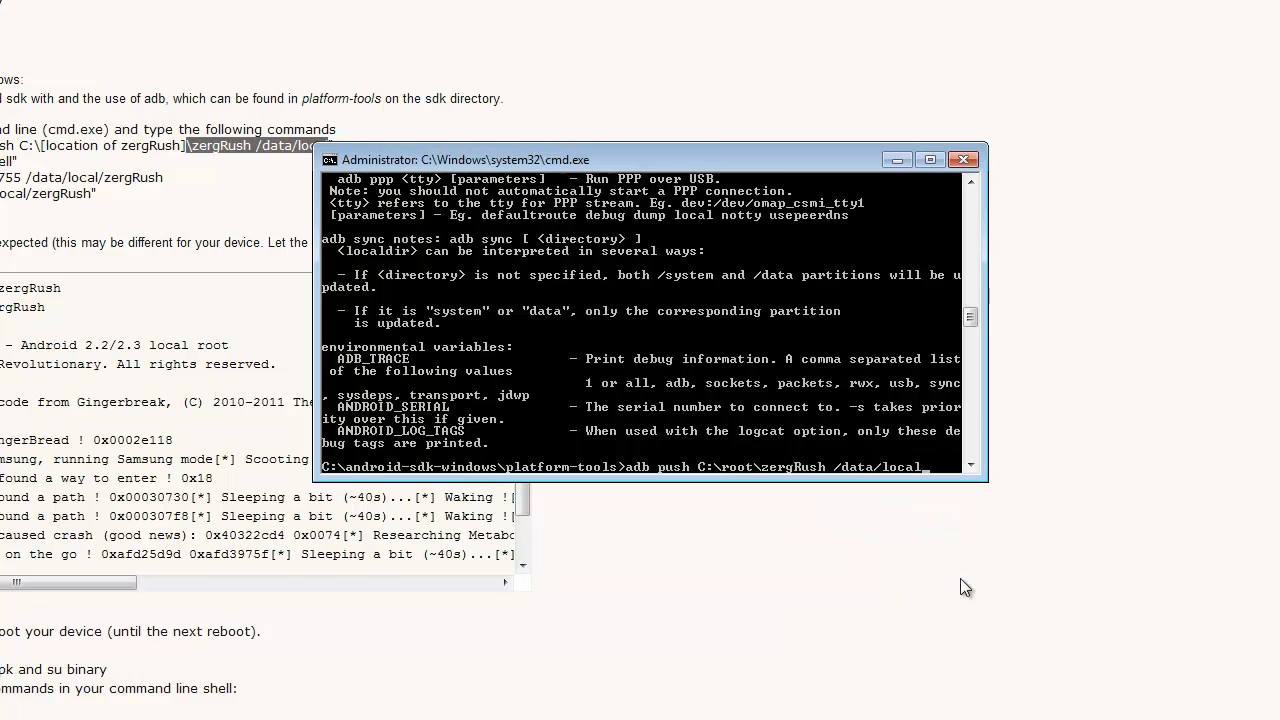 ows:
l sdk with and the use of adb, which can be found in platform-tools on the sdk directory.
nd line (cmd.exe) and type the following commands
sh C:\[location of zergRush]\zergRush /data/loc
ell"
755 /data/local/zergRush
local/zergRush"
expected (this may be different for your device. Let the
zergRush
rgRush
- Android 2.2/2.3 local root
Revolutionary. All rights reserved.
code from Gingerbreak, (C) 2010-2011 The
ngerBread ! 0x0002e118
msung, running Samsung mode[*] Scooting
found a way to enter ! 0x18
ound a path ! 0x00030730[*] Sleeping a bit (~40s)...[*] Waking ![
ound a path ! 0x000307f8[*] Sleeping a bit (~40s)...[*] Waking ![
caused crash (good news): 0x40322cd4 0x0074[*] Researching Metabo
on the go ! 0xafd25d9d 0xafd3975f[*] Sleeping a bit (~40s)...[*]
oot your device (until the next reboot).
pk and su binary
ommands in your command line shell:
Administrator: C:\Windows\system32\cmd.exe
adb ppp <tty> [parameters] - Run PPP over USB.
Note: you should not automatically start a PPP connection.
<tty> refers to the tty for PPP stream. Eg. dev:/dev/omap_csmi_tty1
[parameters] - Eg. defaultroute debug dump local notty usepeerdns
adb sync notes: adb sync [ <directory> ]
<localdir> can be interpreted in several ways:
- If <directory> is not specified, both /system and /data partitions will be u
pdated.
- If it is "system" or "data", only the corresponding partition
is updated.
environmental variables:
ADB_TRACE - Print debug information. A comma separated list
of the following values
1 or all, adb, sockets, packets, rwx, usb, sync
, sysdeps, transport, jdwp
ANDROID_SERIAL - The serial number to connect to. -s takes prior
ity over this if given.
ANDROID_LOG_TAGS - When used with the logcat option, only these de
bug tags are printed.
C:\android-sdk-windows\platform-tools>adb push C:\root\zergRush /data/local_